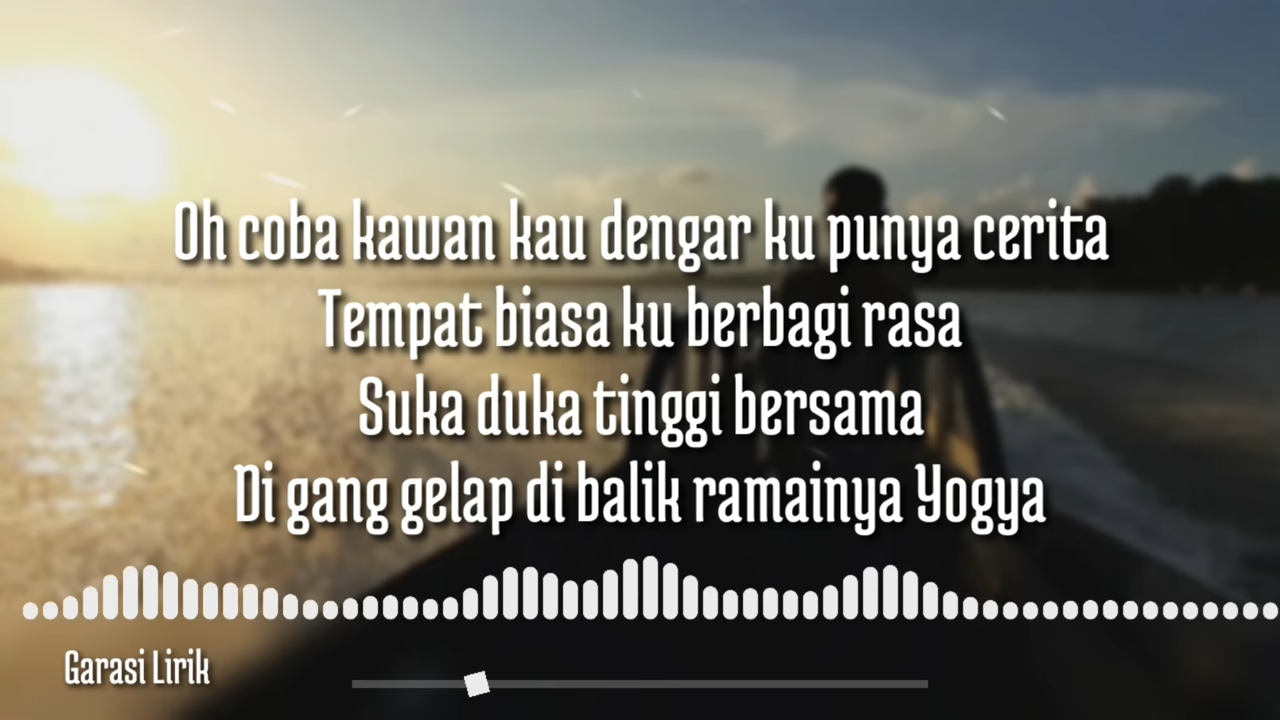 Oh coba kawan kau dengar ku punya cerita
Tempat biasa ku berbagi rasa
Suka duka tinggi bersama
Di gang gelap di balik ramainya Yogya
Garasi Lirik